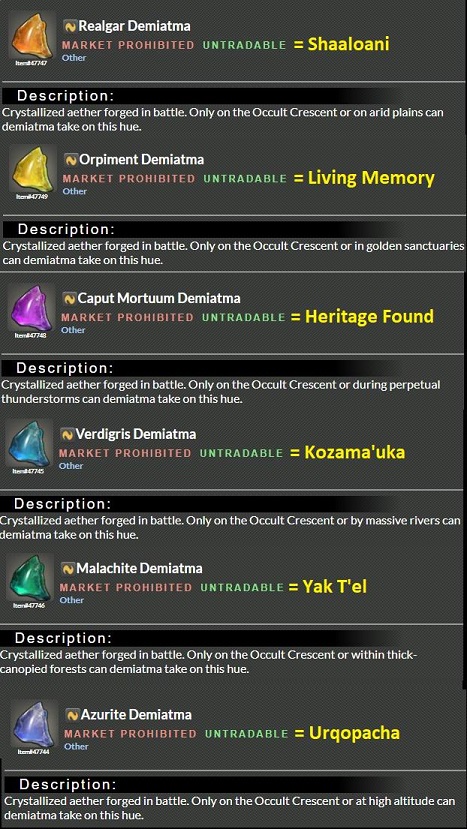 Realgar Demiatma
MARKET PROHIBITED UNTRADABLE = Shaaloani
Other
Item#47747
Description:
Crystallized aether forged in battle. Only on the Occult Crescent or on arid plains can
demiatma take on this hue.
Orpiment Demiatma
MARKET PROHIBITED UNTRADABLE = Living Memory
Other
Item#47749
Description:
Crystallized aether forged in battle. Only on the Occult Crescent or in golden sanctuaries
can demiatma take on this hue.
Caput Mortuum Demiatma
MARKET PROHIBITED UNTRADABLE = Heritage Found
Other
Item#47748
Description:
Crystallized aether forged in battle. Only on the Occult Crescent or during perpetual
thunderstorms can demiatma take on this hue.
Verdigris Demiatma
MARKET PROHIBITED UNTRADABLE = Kozama'uka
Other
Item#47745
Description:
Crystallized aether forged in battle. Only on the Occult Crescent or by massive rivers can
demiatma take on this hue.
Malachite Demiatma
MARKET PROHIBITED UNTRADABLE = Yak T'el
Other
Item#47746
Description:
Crystallized aether forged in battle. Only on the Occult Crescent or within thick-
canopied forests can demiatma take on this hue.
Azurite Demiatma
MARKET PROHIBITED UNTRADABLE = Urqopacha
Other
Item#47744
Description:
Crystallized aether forged in battle. Only on the Occult Crescent or at high altitude can
demiatma take on this hue.